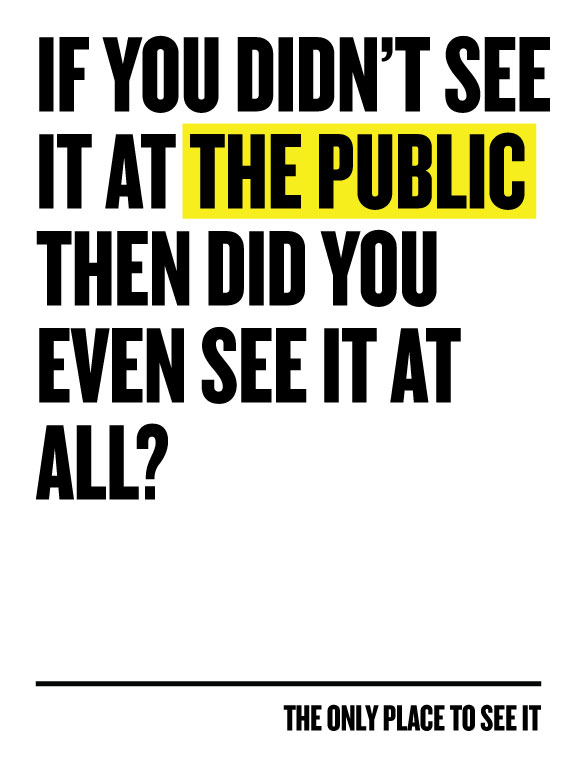 IF YOU DIDN’T SEE
IT AT THE PUBLIC
THEN DID YOU
EVEN SEE IT AT
ALL?
THE ONLY PLACE TO SEE IT